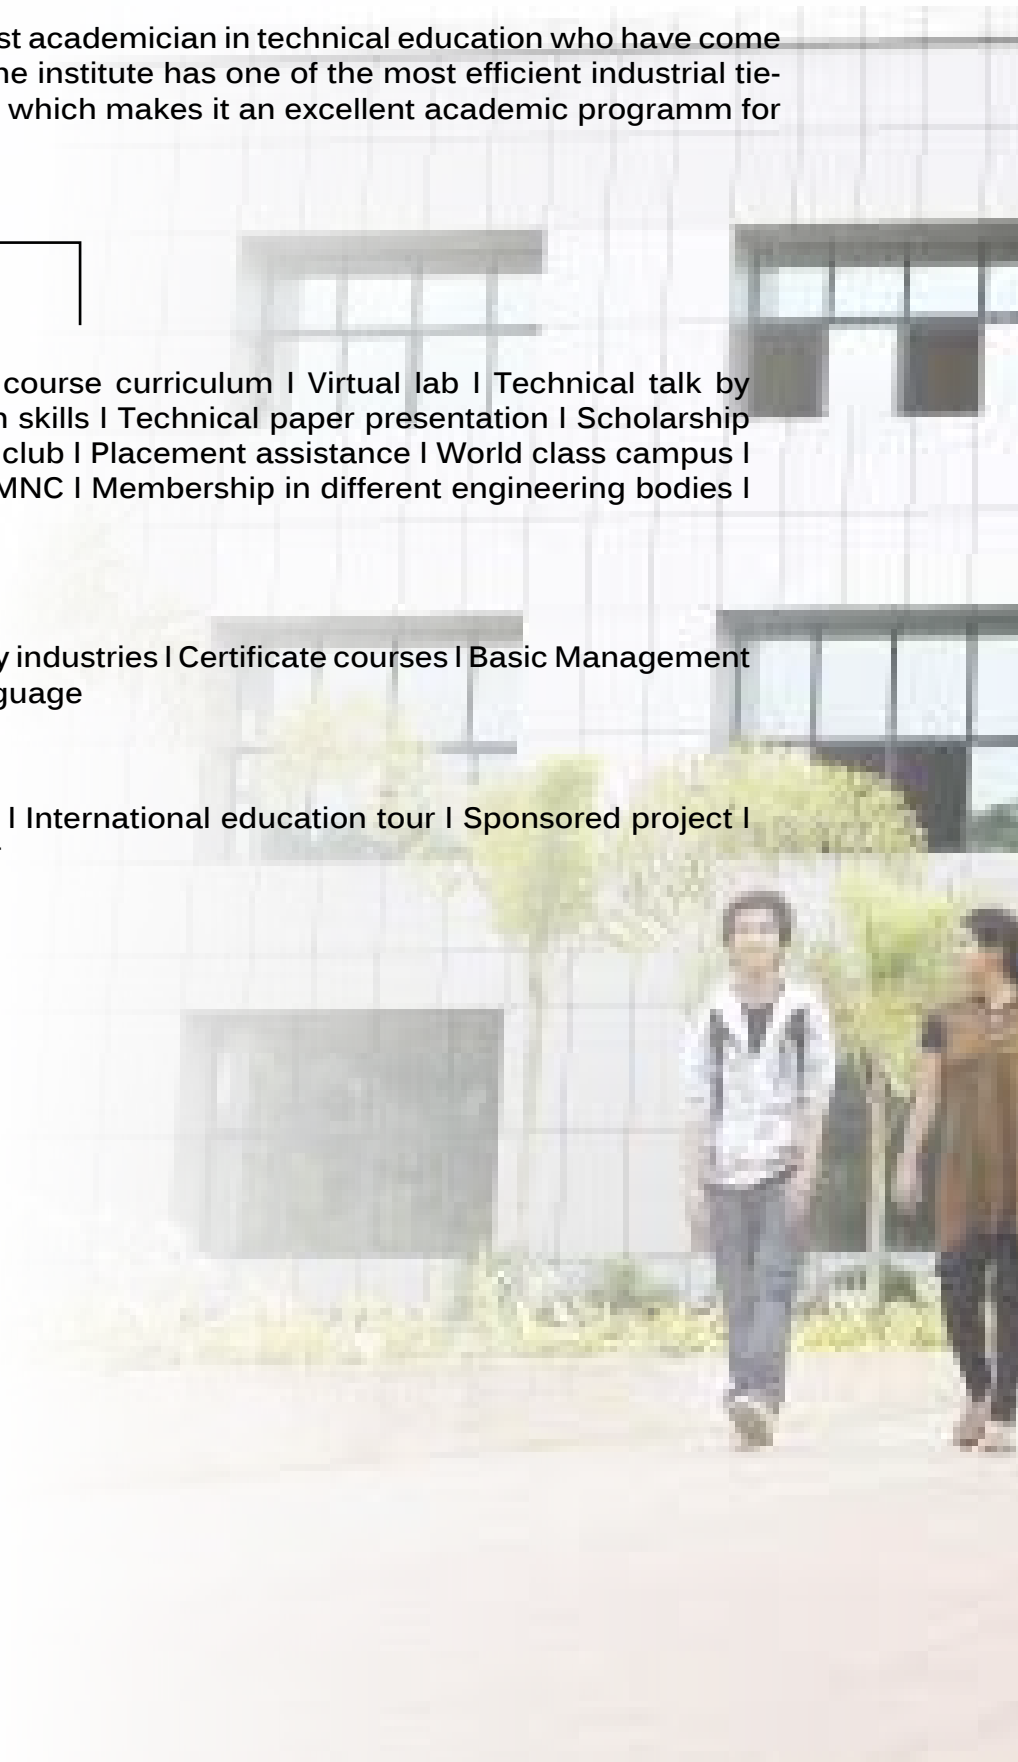 st academician in technical education who have come
ne institute has one of the most efficient industrial tie-
which makes it an excellent academic programm for
course curriculum l Virtual lab l Technical talk by
n skills l Technical paper presentation l Scholarship
club l Placement assistance l World class campus l
MNC l Membership in different engineering bodies l
y industries l Certificate courses l Basic Management
guage
l International education tour l Sponsored project l